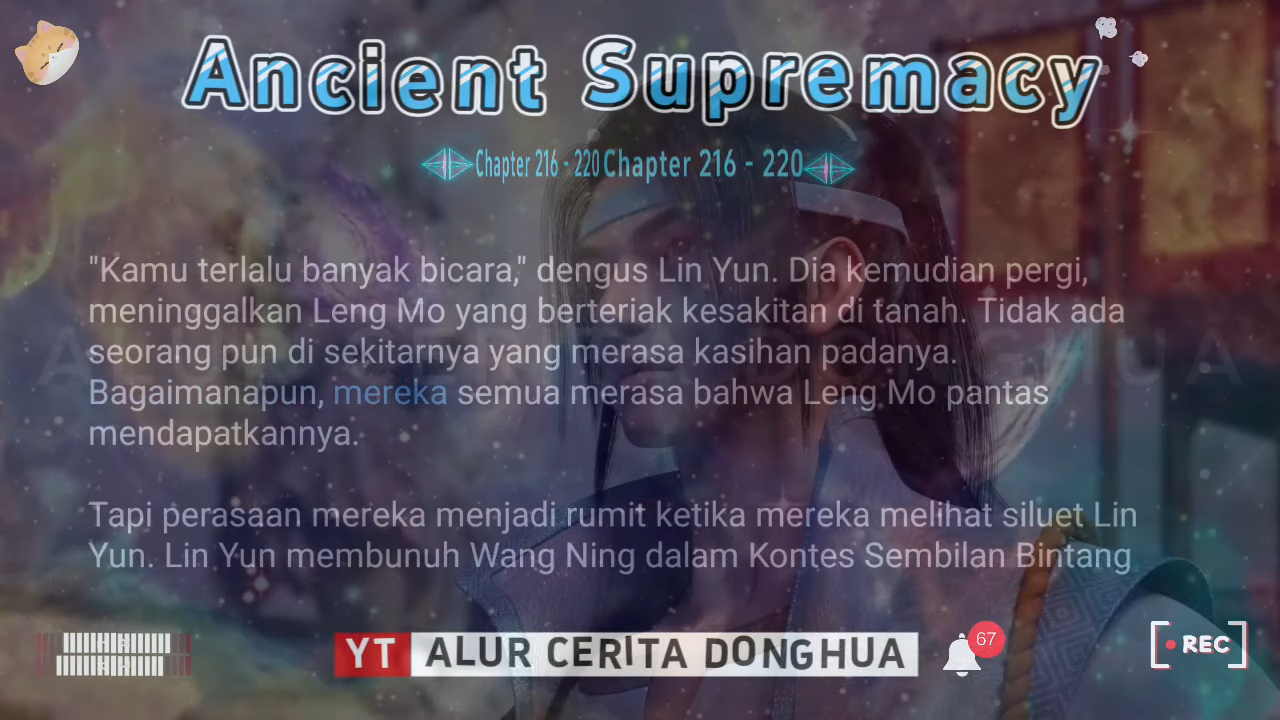 Ancient Supremacy
Chapter 216 - 220 Chapter 216 - 220
"Kamu terlalu banyak bicara," dengus Lin Yun. Dia kemudian pergi,
meninggalkan Leng Mo yang berteriak kesakitan di tanah. Tidak ada
seorang pun di sekitarnya yang merasa kasihan padanya.
Bagaimanapun, mereka semua merasa bahwa Leng Mo pantas
mendapatkannya.
Tapi perasaan mereka menjadi rumit ketika mereka melihat siluet Lin
Yun. Lin Yun membunuh Wang Ning dalam Kontes Sembilan Bintang
YT ALUR CERITA DONGHUA
67
REC